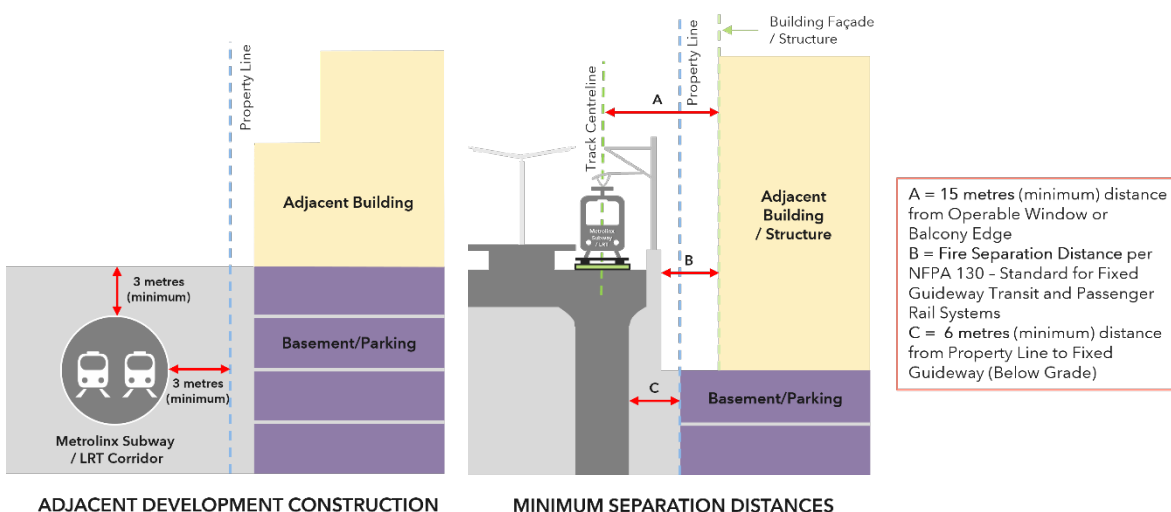 Property Line
Adjacent Building
3 metres
(minimum)
Basement/Parking
3 metres
(minimum)
Metrolinx Subway
/ LRT Corridor
ADJACENT DEVELOPMENT CONSTRUCTION
Building Façade
/ Structure
Track Centreline
Property Line
A
Metrolinx
Subway
/ LRT
Adjacent
Building
/ Structure
B
C
Basement/Parking
MINIMUM SEPARATION DISTANCES
A = 15 metres (minimum) distance
from Operable Window or
Balcony Edge
B = Fire Separation Distance per
NFPA 130 – Standard for Fixed
Guideway Transit and Passenger
Rail Systems
C = 6 metres (minimum) distance
from Property Line to Fixed
Guideway (Below Grade)